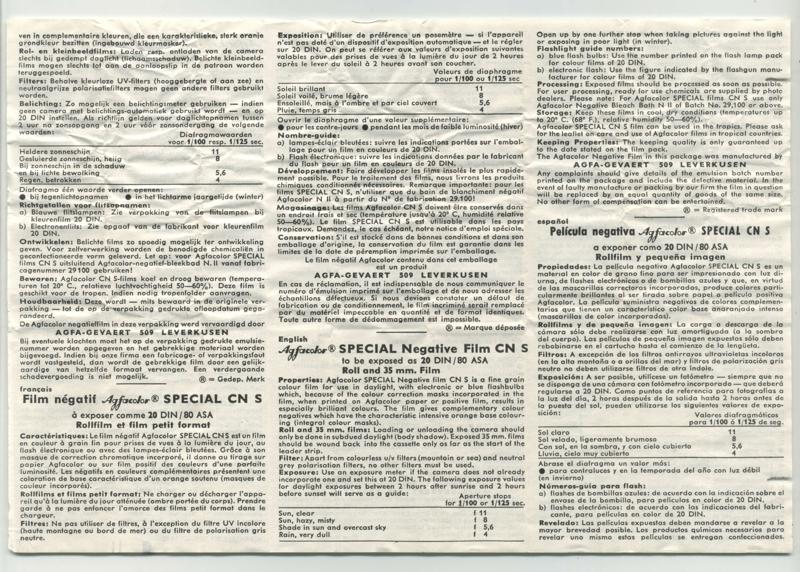 ven in complementaire kleuren, die een karakteristieke, sterk oranje
grondkleur bezitten (ingebouwd kleurmasker).
Rol- en kleinbeeldfilms: Laden resp. ontladen van de camera
slechts bij gedempt daglicht (lichaamsschaduw). Belichte kleinbeeld-
films mogen slechts tot aan de aanloopstrip in de patroon worden
teruggespoeld.
Filters: Behalve kleurloze UV-filters (hooggebergte of aan zee) en
neutraalgrijze polarisatiefilters mogen geen andere filters gebruikt
worden.
Belichting: Zo mogelijk een belichtingsmeter gebruiken — indien
geen camera met belichtings-automatiek gebruikt wordt — en op
20 DIN instellen. Als richtlijn gelden voor daglichtopnamen tussen
2 uur na zonsopgang en 2 uur vóór zonsondergang de volgende
waarden:
Diafragmawaarden
voor 1/100 resp. 1/125 sec.
Heldere zonneschijn 11
Gesluierde zonneschijn, heiig 8
Bij zonneschijn in de schaduw
en bij lichte bewolking 5,6
Regen, betrokken 4
Diafragma één waarde verder openen:
● bij tegenlichtopnamen ● in het lichtarme jaargetijde (winter)
Richtgetallen voor flitsopnamen:
a) Blauwe flitslampen: Zie verpakking van de flitslampen bij
kleurenfilm 20 DIN.
b) Electronenflits: Zie opgaaf van de fabrikant voor kleurenfilm
20 DIN.
Ontwikkelen: Belichte films zo spoedig mogelijk ter ontwikkeling
geven. Voor zelfverwerking worden de benodigde chemicaliën in
geconfectioneerde vorm geleverd. Let op: voor Agfacolor SPECIAL
films CN S uitsluitend Agfacolor-negatief-bleekbad N. II vanaf fabri-
cagenummer 29 100 gebruiken!
Bewaren: Agfacolor CN S-films koel en droog bewaren (tempera-
turen tot 20° C., relatieve luchtvochtigheid 50—60%). Deze film is
geschikt voor de tropen. Indien nodig tropenfolder aanvragen.
Houdbaarheid: Deze wordt — mits bewaard in de originele ver-
pakking — tot de op de verpakking gedrukte afloopdatum gega-
randeerd.
De Agfacolor negatieffilm in deze verpakking werd vervaardigd door
AGFA-GEVAERT 509 LEVERKUSEN
Bij eventuele klachten moet het op de verpakking gedrukte emulsie-
nummer worden opgegeven en het gebrekkige materiaal worden
bijgevoegd. Indien bij onze firma een fabricage- of verpakkingsfout
wordt vastgesteld, dan wordt de gebrekkige film door een gelijk-
aardige van hetzelfde formaat vervangen. Een verdergaande
schadevergoeding is niet mogelijk.
® = Gedep. Merk
français
Film négatif Agfacolor® SPECIAL CN S
à exposer comme 20 DIN/80 ASA
Rollfilm et film petit format
Caractéristiques: Le film négatif Agfacolor SPECIAL CNS est un film
en couleur à grain fin pour prises de vues à la lumière du jour, au
flash électronique ou avec des lampes-éclair bleutées. Grâce à son
masque de correction chromatique incorporé, il donne au tirage sur
papier Agfacolor ou sur film positif des couleurs d'une parfaite
luminosité. Les négatifs en couleurs complémentaires présentent une
coloration de base caractéristique d'un orange soutenu (masques de
couleur incorporés).
Rollfilms et films petit format: Ne charger ou décharger l'appa-
reil qu'à la lumière du jour atténuée (ombre portée du corps). Prendre
garde à ne pas enfoncer l'amorce des films petit format dans le
chargeur.
Filtres: Ne pas utiliser de filtres, à l'exception du filtre UV incolore
(haute montagne ou bord de mer) ou du filtre de polarisation gris
neutre.
Exposition: Utiliser de préférence un posemètre — si l'appareil
n'est pas doté d'un dispositif d'exposition automatique — et le régler
sur 20 DIN. On peut se référer aux valeurs d'exposition suivantes
valables pour des prises de vues à la lumière du jour de 2 heures
après le lever du soleil à 2 heures avant son coucher.
Valeurs de diaphragme
pour 1/100 ou 1/125 sec
Soleil brillant 11
Soleil voilé, brume légère 8
Ensoleillé, mais à l'ombre et par ciel couvert 5,6
Pluie, temps gris 4
Ouvrir le diaphragme d'une valeur supplémentaire:
● pour les contre-jours ● pendant les mois de faible luminosité (hiver)
Nombre-guide:
a) lampes-éclair bleutées: suivre les indications portées sur l'embal-
lage pour un film en couleurs de 20 DIN.
b) Flash électronique: suivre les indications données par le fabricant
du flash pour un film en couleurs de 20 DIN.
Développement: Faire développer les films insolés le plus rapide-
ment possible. Pour le traitement des films, nous livrons les produits
chimiques conditionnés nécessaires. Remarque importante: pour les
films SPECIAL CN S, n'utiliser que du bain de blanchiment négatif
Agfacolor N II à partir du N° de fabrication 29.100!
Magasinage: Les films Agfacolor CN S doivent être conservés dans
un endroit frais et sec (température jusqu'à 20° C, humidité relative
50—60%). Le film SPECIAL CN S est utilisable dans les pays
tropicaux. Demandez, le cas échéant, notre notice d'emploi spéciale.
Conservation: S'il est stocké dans de bonnes conditions et dans son
emballage d'origine, la conservation du film est garantie dans les
limites de la date de péremption imprimée sur l'emballage.
Le film négatif Agfacolor contenu dans cet emballage
est un produit
AGFA-GEVAERT 509 LEVERKUSEN
En cas de réclamation, il est indispensable de nous communiquer le
numéro d'émulsion imprimé sur l'emballage et de nous adresser les
échantillons défectueux. Si nous devions constater un défaut de
fabrication ou de conditionnement, le film incriminé serait remplacé
par du matériel impeccable en quantité et de format identiques.
Toute autre forme de dédommagement est impossible.
® = Marque déposée
English
Agfacolor® SPECIAL Negative Film CN S
to be exposed as 20 DIN/80 ASA
Roll and 35 mm. Film
Properties: Agfacolor SPECIAL Negative film CN S is a fine grain
colour film for use in daylight, with electronic or blue flashbulbs
which, because of the colour correction masks incorporated in the
film, when printed on Agfacolor paper or positive film, results in
especially brilliant colours. The film gives complementary colour
negatives which have the characteristic intensive orange base colour-
ing (integral colour masks).
Roll and 35 mm. films: Loading or unloading the camera should
only be done in subdued daylight (body shadow). Exposed 35 mm. films
should be wound back into the cassette only as far as the start of the
leader strip.
Filter: Apart from colourless u/v filters (mountain or sea) and neutral
grey polarisation filters, no other filters must be used.
Exposure: Use an exposure meter if the camera does not already
incorporate one and set this at 20 DIN. The following exposure values
for daylight exposures between 2 hours after sunrise and 2 hours
before sunset will serve as a guide:
Aperture stops
for 1/100 or 1/125 sec.
Sun, clear f 11
Sun, hazy, misty f 8
Shade in sun and overcast sky f 5,6
Rain, very dull f 4
Open up by one further stop when taking pictures against the light
or exposing in poor light (in winter).
Flashlight guide numbers:
a) blue flash bulbs: Use the number printed on the flash lamp pack
for colour films of 20 DIN.
b) electronic flash: Use the figure indicated by the flashgun manu-
facturer for colour films of 20 DIN.
Processing: Exposed films should be processed as soon as possible.
For user processing, ready for use chemicals are supplied by photo
dealers. Please note: For Agfacolor SPECIAL films CN S use only
Agfacolor Negative Bleach Bath N II of Batch No. 29,100 or above.
Storage: Keep these films in cool, dry conditions (temperatures up
to 20° C. (68° F.), relative humidity 50—60%).
Agfacolor SPECIAL CN S film can be used in the tropics. Please ask
for the leaflet on care and use of Agfacolor films in tropical countries.
Keeping Properties: The keeping quality is only guaranteed up
to the date stated on the film pack.
The Agfacolor Negative Film in this package was manufactured by
AGFA-GEVAERT 509 LEVERKUSEN
Any complaints should give details of the emulsion batch number
printed on the package and include the defective material. In the
event of faulty manufacture or packing by our firm the film in question
will be replaced by an equal quantity of goods of the same size.
No other form of compensation can be entertained.
® = Registered trade mark
español
Película negativa Agfacolor® SPECIAL CN S
a exponer como 20 DIN/80 ASA
Rollfilm y pequeña imagen
Propiedades: La película negativa Agfacolor SPECIAL CN S es un
material en color de grano fino para ser impresionado con luz di-
urna, de flashes electrónicos o de bombillas azules y que, en virtud
de las mascarillas correctoras incorporadas, produce colores parti-
cularmente brillantes al ser tirada sobre papel o película positiva
Agfacolor. La película suministra negativos de colores complemen-
tarios que tienen un característico color base anaranjado intenso
(mascarillas de color incorporadas).
Rollfilms y de pequeña imagen: La carga o descarga de la
cámara sólo debe realizarse con luz amortiguada (a la sombra
del cuerpo). Las películas de pequeña imagen expuestas sólo deben
rebobinarse en el cartucho hasta el comienzo de la lengüeta.
Filtros: A excepción de los filtros antirrayos ultravioletas incoloros
(en la alta montaña o a orillas del mar) y filtros de polarización gris
neutro no deben utilizarse filtros de otra índole.
Exposición: A ser posible, utilícese un fotómetro — siempre que no
se disponga de una cámara con fotómetro incorporado — que deberá
regularse a 20 DIN. Como puntos de referencia para fotografías a
la luz del día, 2 horas después de la salida hasta 2 horas antes de
la puesta del sol, pueden utilizarse los siguientes valores de expo-
sición:
Valores diafragmáticos
para 1/100 ó 1/125 de seg.
Sol claro 11
Sol velado, ligeramente brumoso 8
Con sol, en la sombra, y con cielo cubierto 5,6
Lluvia, cielo muy cubierto 4
Abrase el diafragma un valor más:
● para contraluces y en la temporada del año con luz débil
(en invierno)
Números-guía para flash:
a) flashes de bombillas azules: de acuerdo con la indicación sobre el
envase de la bombilla, para películas en color de 20 DIN.
b) flashes electrónicos: de acuerdo con las indicaciones del fabri-
cante, para películas en color de 20 DIN.
Revelado: Las películas expuestas deben mandarse a revelar a la
mayor brevedad posible. Los productos químicos necesarios para
revelar uno mismo estas películas se entregan confeccionados.